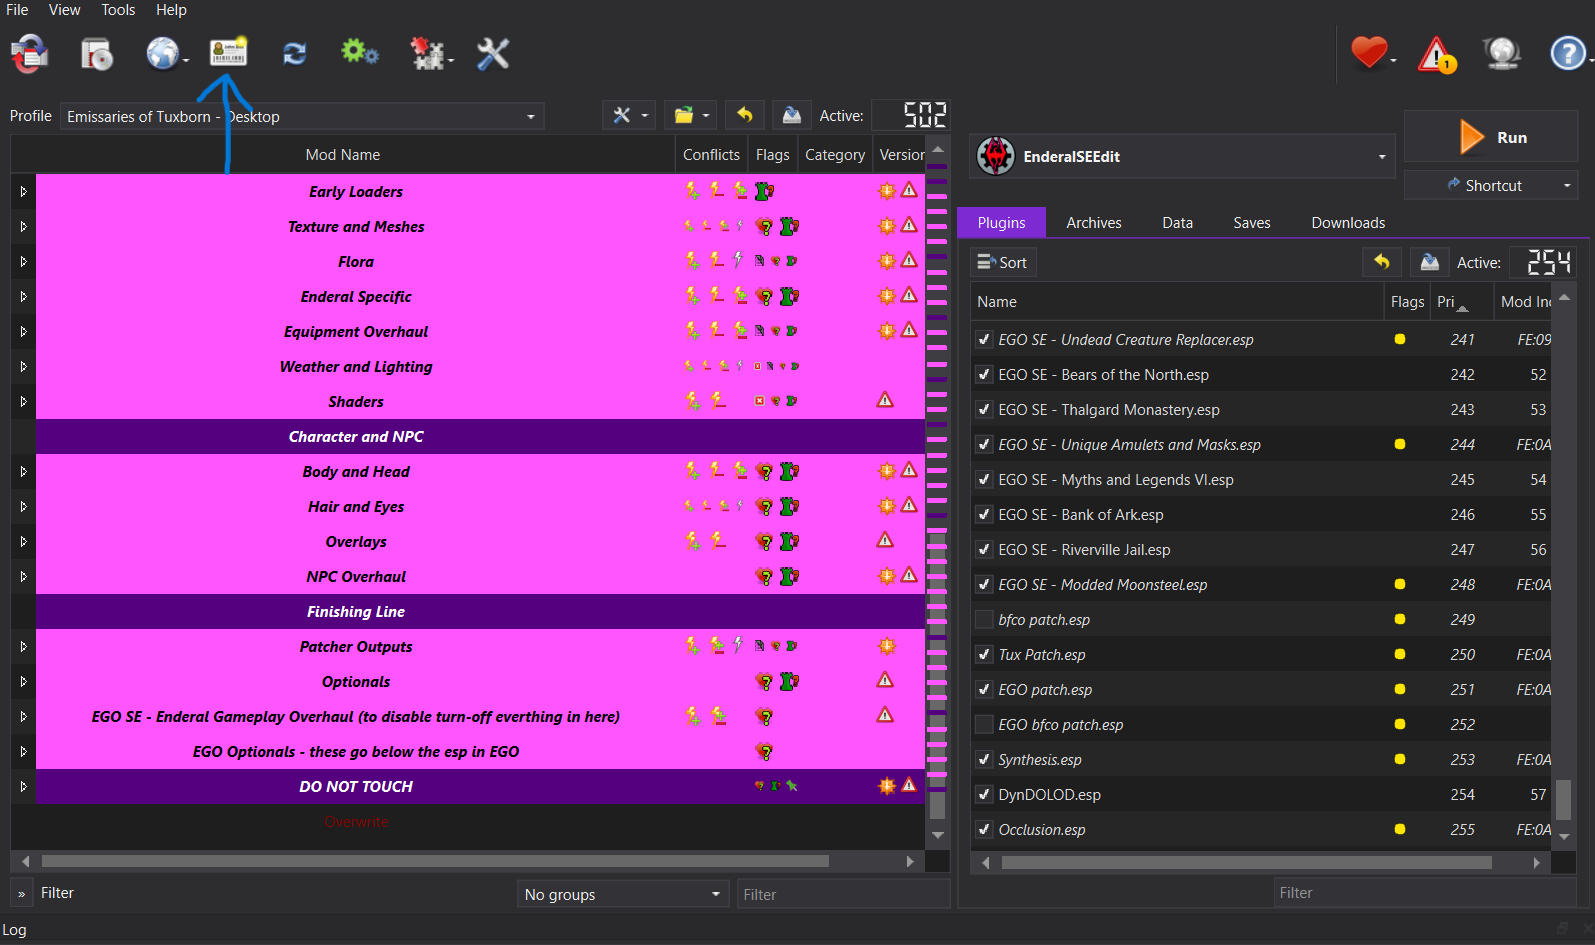 File View Tools Help
Profile Emissaries of Tuxborn - Desktop Active: 502
Mod Name Conflicts Flags Category Version
Early Loaders
Texture and Meshes
Flora
Enderal Specific
Equipment Overhaul
Weather and Lighting
Shaders
Character and NPC
Body and Head
Hair and Eyes
Overlays
NPC Overhaul
Finishing Line
Patcher Outputs
Optionals
EGO SE - Enderal Gameplay Overhaul (to disable turn-off everthing in here)
EGO Optionals - these go below the esp in EGO
DO NOT TOUCH
Overwrite
» Filter No groups Filter
1
EnderalSEEdit
Run
Shortcut
Plugins Archives Data Saves Downloads
Sort Active: 254
Name Flags Pri Mod Inc
EGO SE - Undead Creature Replacer.esp 241 FE:09
EGO SE - Bears of the North.esp 242 52
EGO SE - Thalgard Monastery.esp 243 53
EGO SE - Unique Amulets and Masks.esp 244 FE:0A
EGO SE - Myths and Legends VI.esp 245 54
EGO SE - Bank of Ark.esp 246 55
EGO SE - Riverville Jail.esp 247 56
EGO SE - Modded Moonsteel.esp 248 FE:0A
bfco patch.esp 249
Tux Patch.esp 250 FE:0A
EGO patch.esp 251 FE:0A
EGO bfco patch.esp 252
Synthesis.esp 253 FE:0A
DynDOLOD.esp 254 57
Occlusion.esp 255 FE:0A
Filter
Log